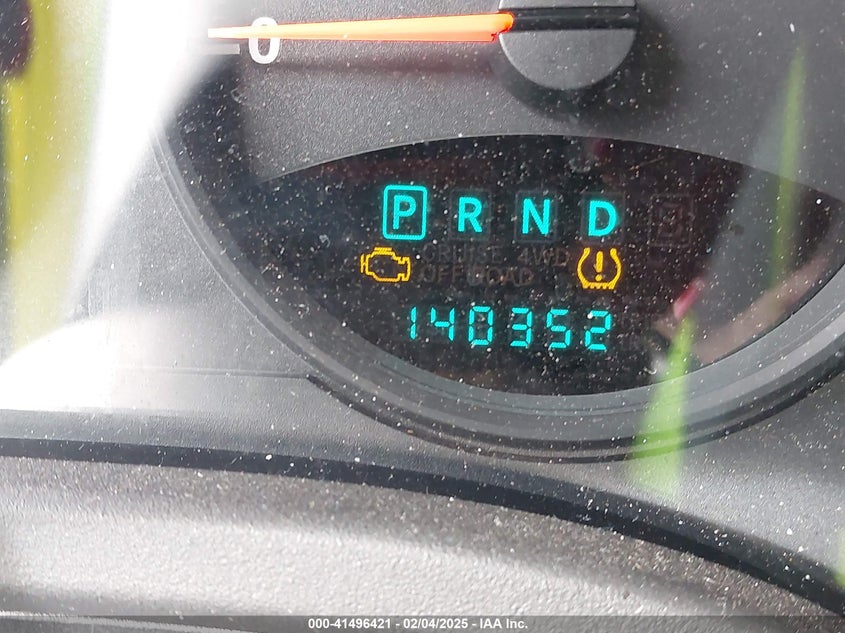 0
P R N D
CRUISE 4WD
OFF ROAD
140352
000-41496421 - 02/04/2025 - IAA Inc.